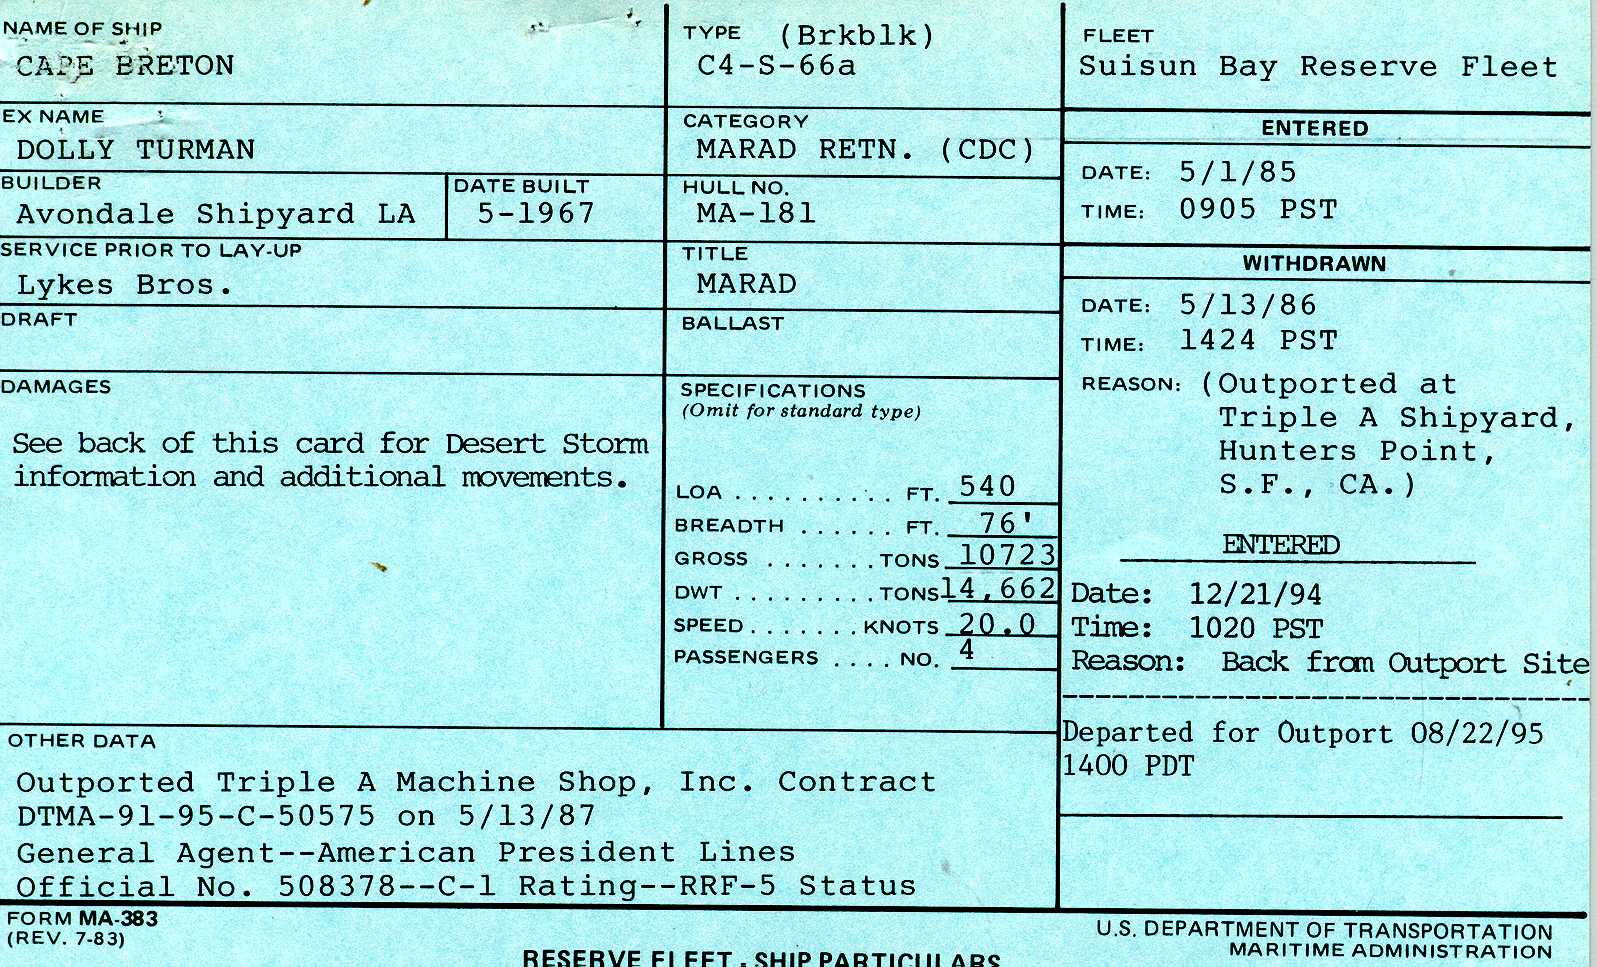 NAME OF SHIP
CAPE BRETON
EX NAME
DOLLY TURMAN
BUILDER
Avondale Shipyard LA
DATE BUILT
5-1967
SERVICE PRIOR TO LAY-UP
Lykes Bros.
DRAFT
DAMAGES
See back of this card for Desert Storm
information and additional movements.
TYPE (Brkblk)
C4-S-66a
CATEGORY
MARAD RETN. (CDC)
HULL NO.
MA-181
TITLE
MARAD
BALLAST
SPECIFICATIONS
(Omit for standard type)
LOA .......... FT. 540
BREADTH ...... FT. 76'
GROSS ....... TONS 10723
DWT ......... TONS 14,662
SPEED ....... KNOTS 20.0
PASSENGERS .... NO. 4
FLEET
Suisun Bay Reserve Fleet
ENTERED
DATE: 5/1/85
TIME: 0905 PST
WITHDRAWN
DATE: 5/13/86
TIME: 1424 PST
REASON: (Outported at
Triple A Shipyard,
Hunters Point,
S.F., CA.)
ENTERED
Date: 12/21/94
Time: 1020 PST
Reason: Back from Outport Site
Departed for Outport 08/22/95
1400 PDT
OTHER DATA
Outported Triple A Machine Shop, Inc. Contract
DTMA-91-95-C-50575 on 5/13/87
General Agent--American President Lines
Official No. 508378--C-1 Rating--RRF-5 Status
FORM MA-383
(REV. 7-83)
U.S. DEPARTMENT OF TRANSPORTATION
MARITIME ADMINISTRATION
RESERVE FLEET - SHIP PARTICULARS